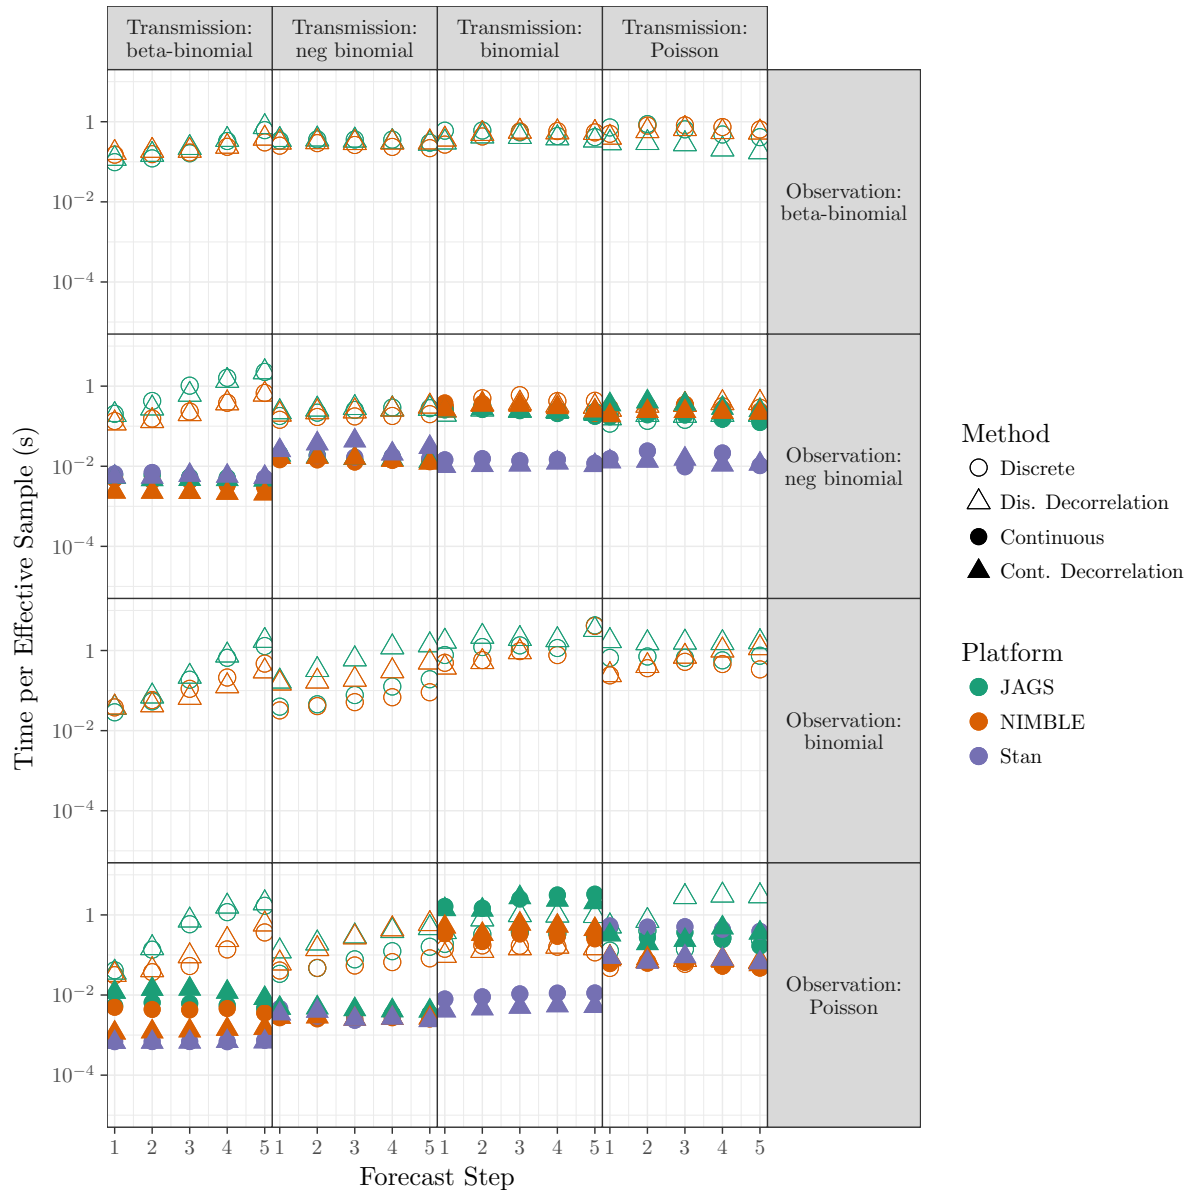 Transmission:
beta-binomial
Transmission:
neg binomial
Transmission:
binomial
Transmission:
Poisson
Time per Effective Sample (s)
1
10−2
10−4
Observation:
beta-binomial
1
10−2
10−4
Observation:
neg binomial
1
10−2
10−4
Observation:
binomial
1
10−2
10−4
Observation:
Poisson
1 2 3 4 5 1 2 3 4 5 1 2 3 4 5 1 2 3 4 5
Forecast Step
Method
Discrete
Dis. Decorrelation
Continuous
Cont. Decorrelation
Platform
JAGS
NIMBLE
Stan